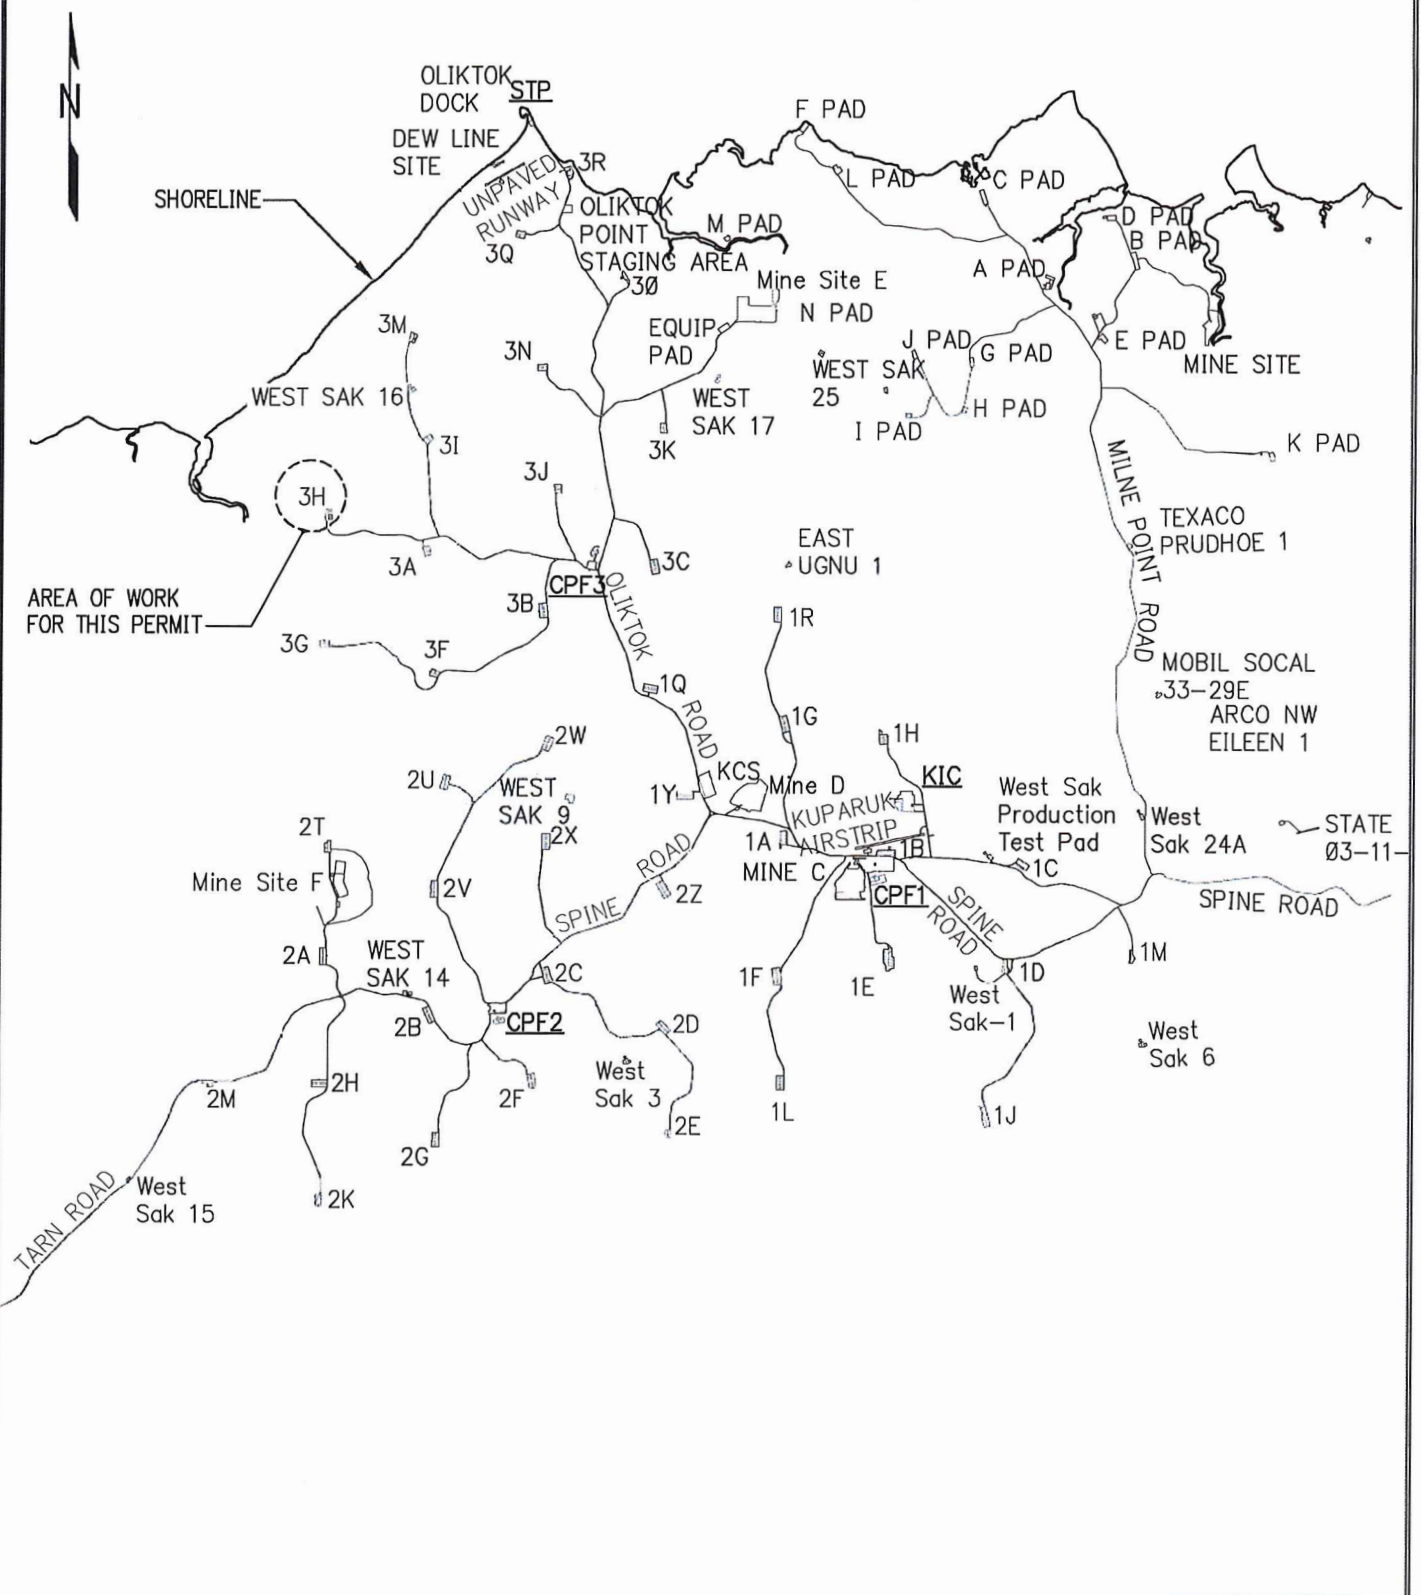 N
OLIKTOK
DOCK
STP
DEW LINE
SITE
SHORELINE
UNPAVED
RUNWAY
3R
OLIKTOK
POINT
STAGING AREA
3Q
3Ø
M PAD
F PAD
L PAD
C PAD
D PAD
B PAD
A PAD
Mine Site E
N PAD
EQUIP
PAD
3M
3N
WEST SAK 16
WEST
SAK 17
WEST SAK
25
J PAD
G PAD
E PAD
MINE SITE
I PAD
H PAD
K PAD
3I
3K
3J
3H
3A
3C
CPF3
3B
AREA OF WORK
FOR THIS PERMIT
3G
3F
OLIKTOK
ROAD
EAST
UGNU 1
MILNE POINT ROAD
TEXACO
PRUDHOE 1
1R
MOBIL SOCAL
33-29E
ARCO NW
EILEEN 1
1Q
1G
1H
2W
2U
WEST
SAK 9
KCS
Mine D
1Y
KIC
West Sak
Production
Test Pad
West
Sak 24A
STATE
Ø3-11-
2T
2X
KUPARUK
AIRSTRIP
1A
1B
MINE C
1C
Mine Site F
2V
SPINE
ROAD
2Z
CPF1
SPINE
ROAD
SPINE ROAD
2A
WEST
SAK 14
2C
1F
1E
1D
1M
2B
CPF2
West
Sak-1
2D
West
Sak 6
2M
2H
2F
West
Sak 3
1L
1J
2E
2G
TARN ROAD
West
Sak 15
2K